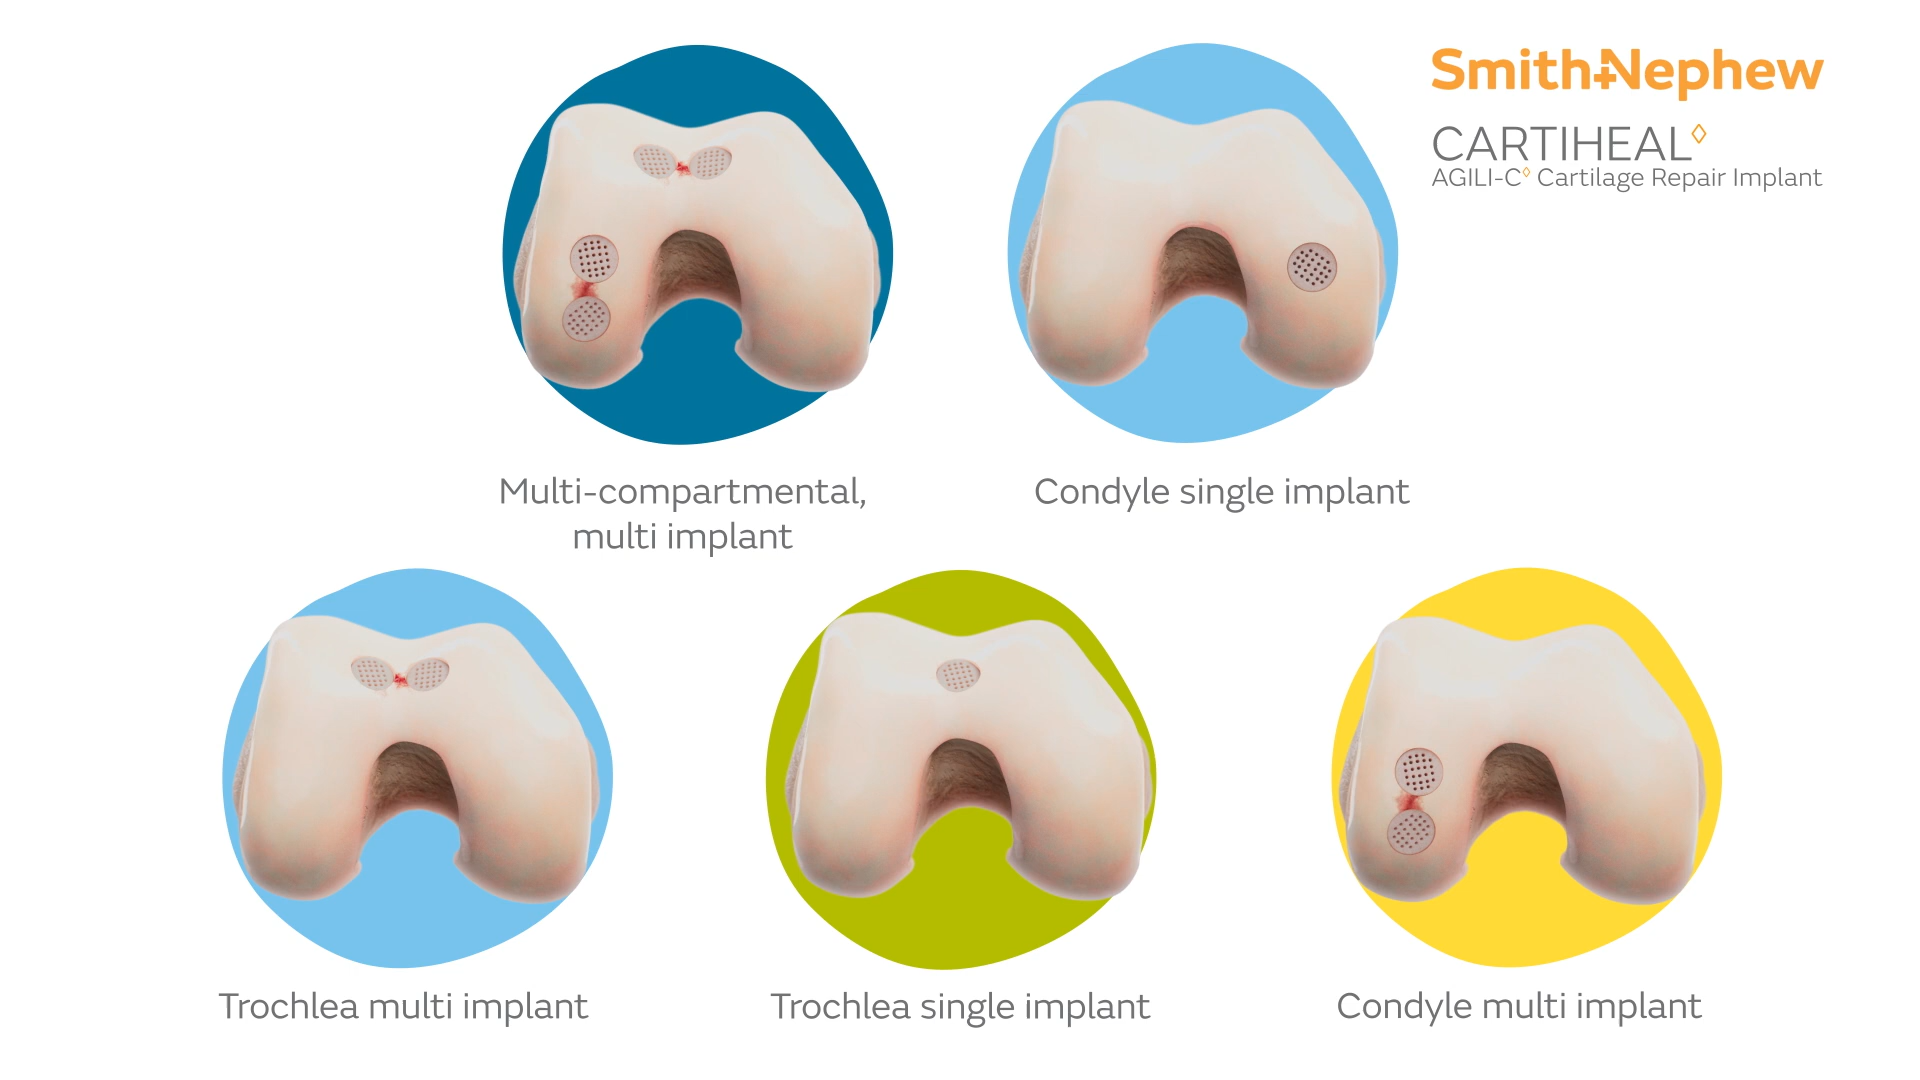 Smith+Nephew
CARTIHEAL◊
AGILI-C◊ Cartilage Repair Implant
Multi-compartmental,
multi implant
Condyle single implant
Trochlea multi implant
Trochlea single implant
Condyle multi implant